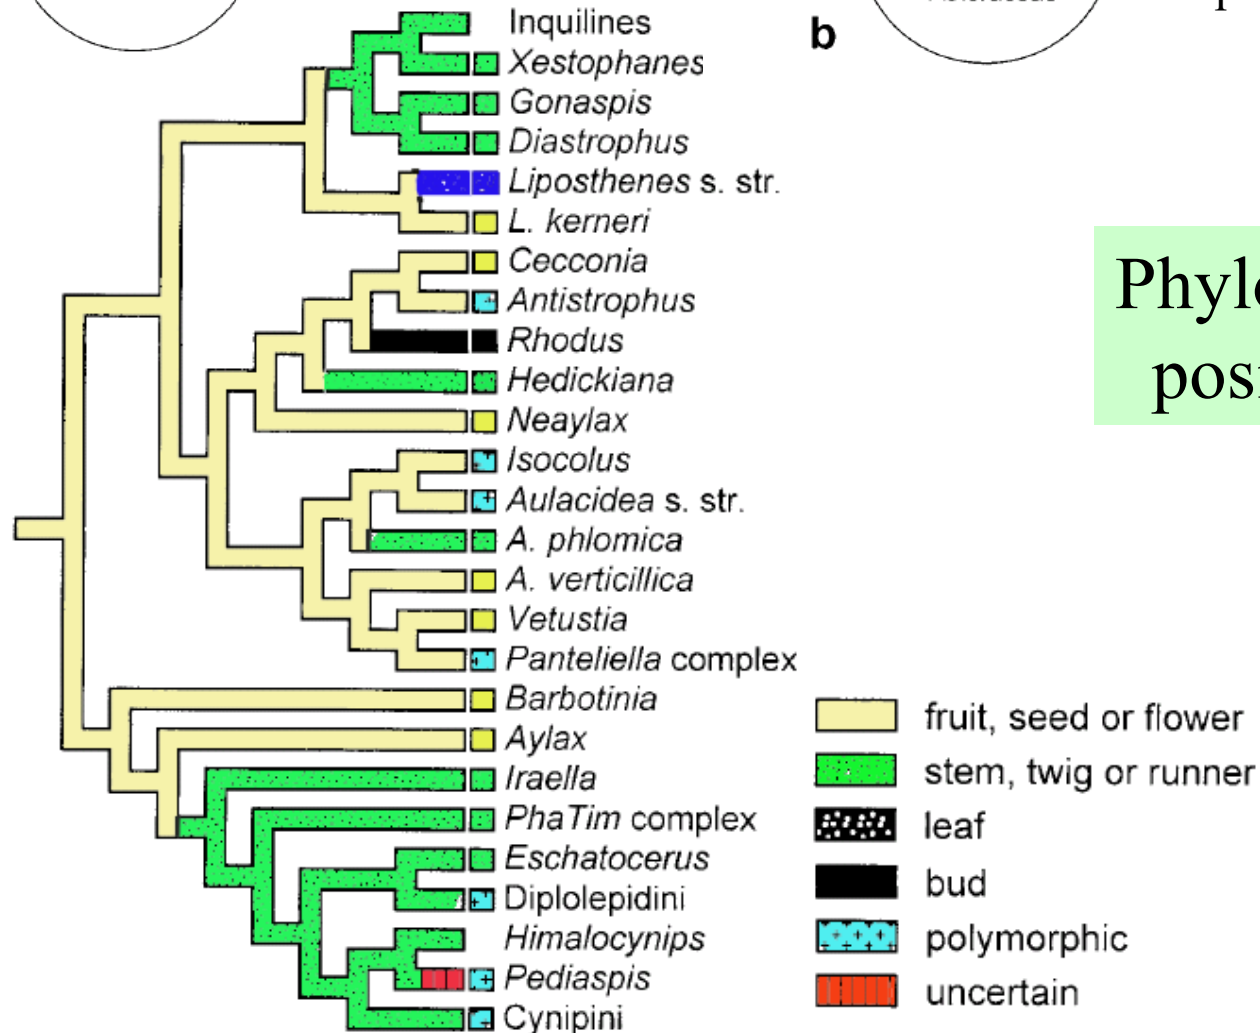 b
Inquilines
Xestophanes
Gonaspis
Diastrophus
Liposthenes s. str.
L. kerneri
Cecconia
Antistrophus
Rhodus
Hedickiana
Neaylax
Isocolus
Aulacidea s. str.
A. phlomica
A. verticillica
Vetustia
Panteliella complex
Barbotinia
Aylax
Iraella
PhaTim complex
Eschatocerus
Diplolepidini
Himalocynips
Pediaspis
Cynipini
fruit, seed or flower
stem, twig or runner
leaf
bud
polymorphic
uncertain